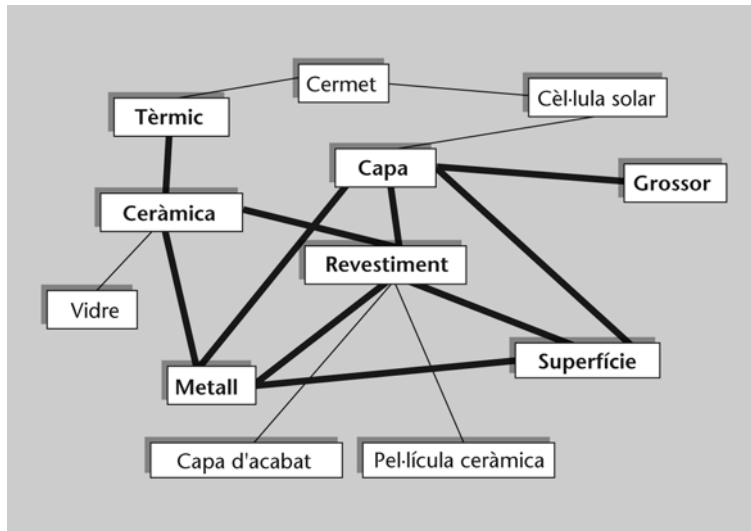 Cermet
Cèl·lula solar
Tèrmic
Capa
Grossor
Ceràmica
Revestiment
Vidre
Superfície
Metall
Capa d'acabat
Pel·lícula ceràmica